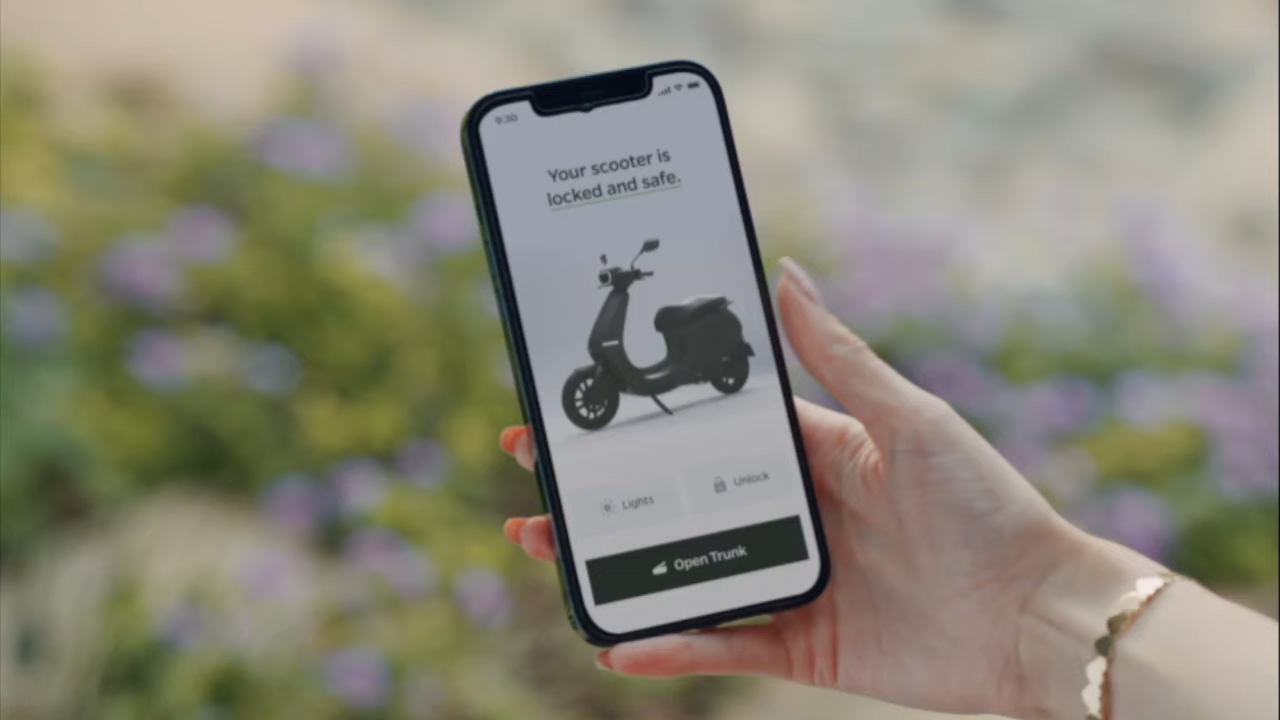 9:30
Your scooter is
locked and safe.
Lights
Unlock
Open Trunk